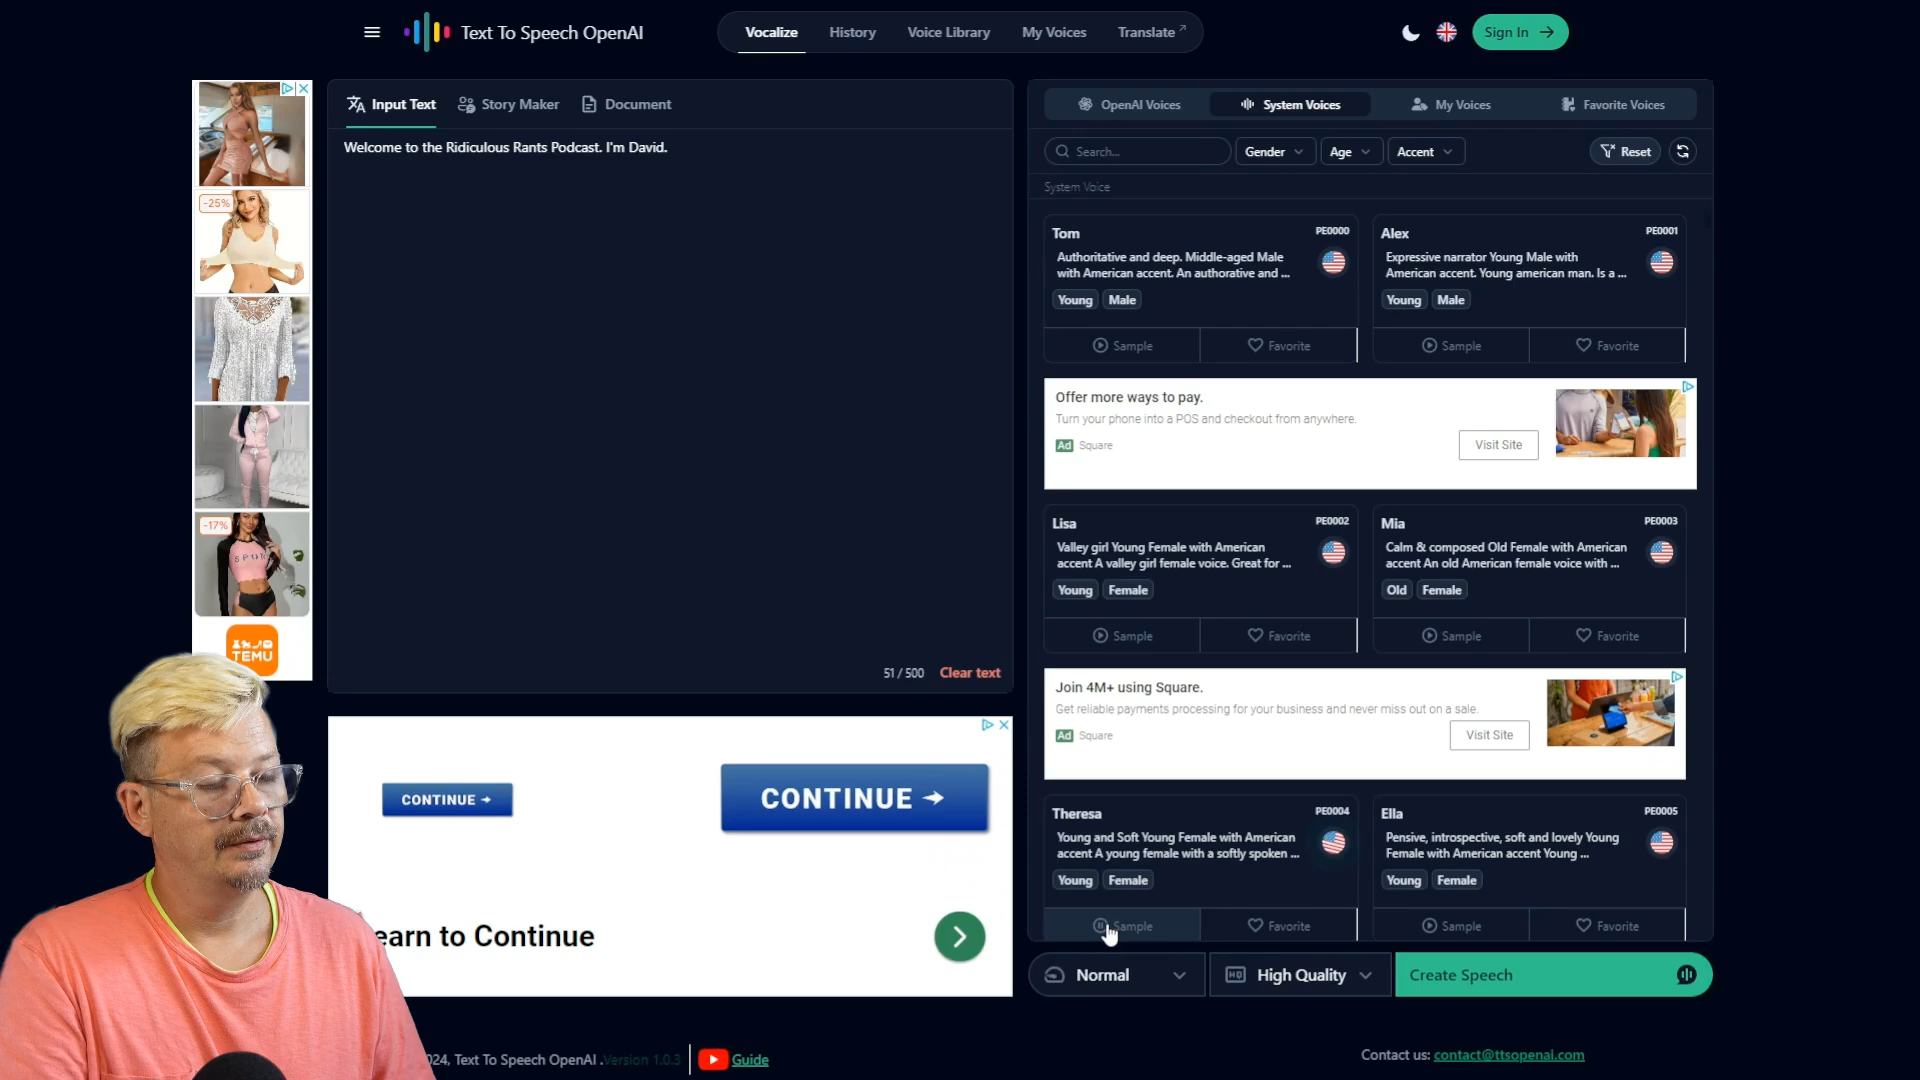 Text To Speech OpenAI
Vocalize
History
Voice Library
My Voices
Translate
Sign In
Input Text
Story Maker
Document
Welcome to the Ridiculous Rants Podcast. I'm David.
51 / 500
Clear text
-25%
-17%
SPOR
TEMU
CONTINUE
CONTINUE
earn to Continue
OpenAI Voices
System Voices
My Voices
Favorite Voices
Search...
Gender
Age
Accent
Reset
System Voice
Tom
PE0000
Authoritative and deep. Middle-aged Male
with American accent. An authorative and ...
Young
Male
Sample
Favorite
Alex
PE0001
Expressive narrator Young Male with
American accent. Young american man. Is a ...
Young
Male
Sample
Favorite
Offer more ways to pay.
Turn your phone into a POS and checkout from anywhere.
Ad Square
Visit Site
Lisa
PE0002
Valley girl Young Female with American
accent A valley girl female voice. Great for ...
Young
Female
Sample
Favorite
Mia
PE0003
Calm & composed Old Female with American
accent An old American female voice with ...
Old
Female
Sample
Favorite
Join 4M+ using Square.
Get reliable payments processing for your business and never miss out on a sale.
Ad Square
Visit Site
Theresa
PE0004
Young and Soft Young Female with American
accent A young female with a softly spoken ...
Young
Female
Sample
Favorite
Ella
PE0005
Pensive, introspective, soft and lovely Young
Female with American accent Young ...
Young
Female
Sample
Favorite
Normal
HQ
High Quality
Create Speech
024, Text To Speech OpenAI .Version 1.0.3
Guide
Contact us: contact@ttsopenai.com